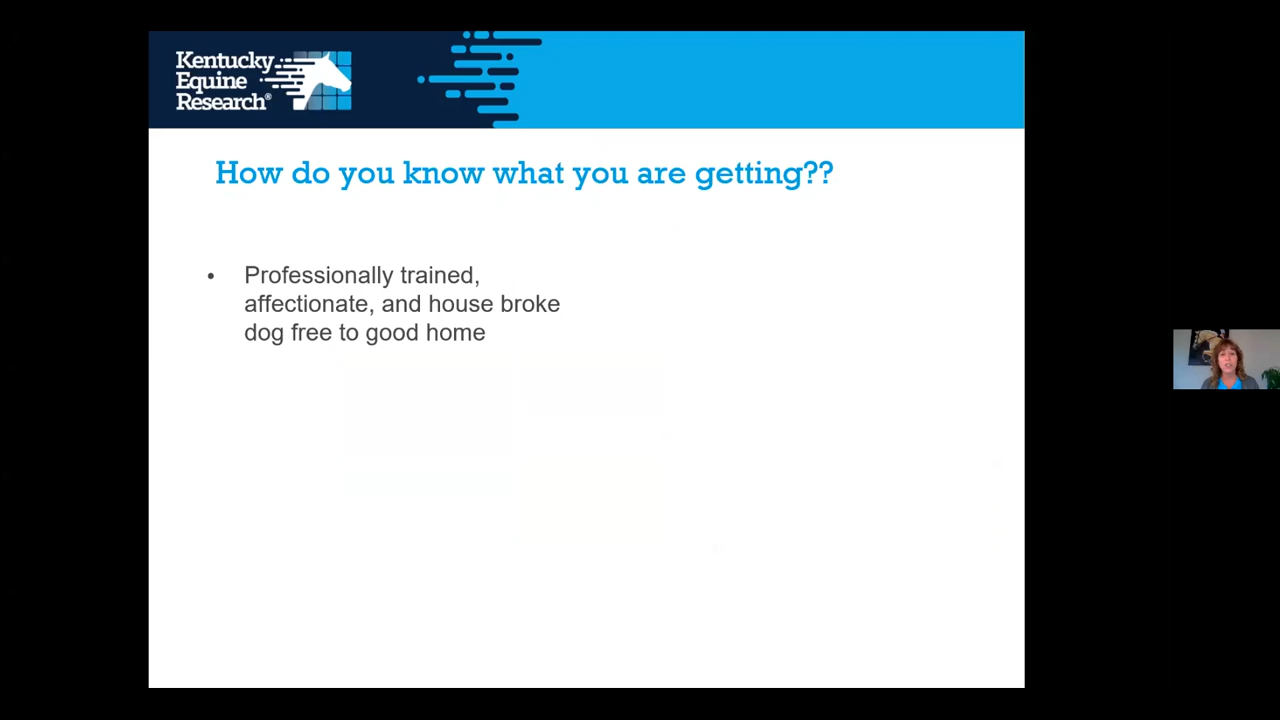 Kentucky
Equine
Research®
How do you know what you are getting??
• Professionally trained,
affectionate, and house broke
dog free to good home